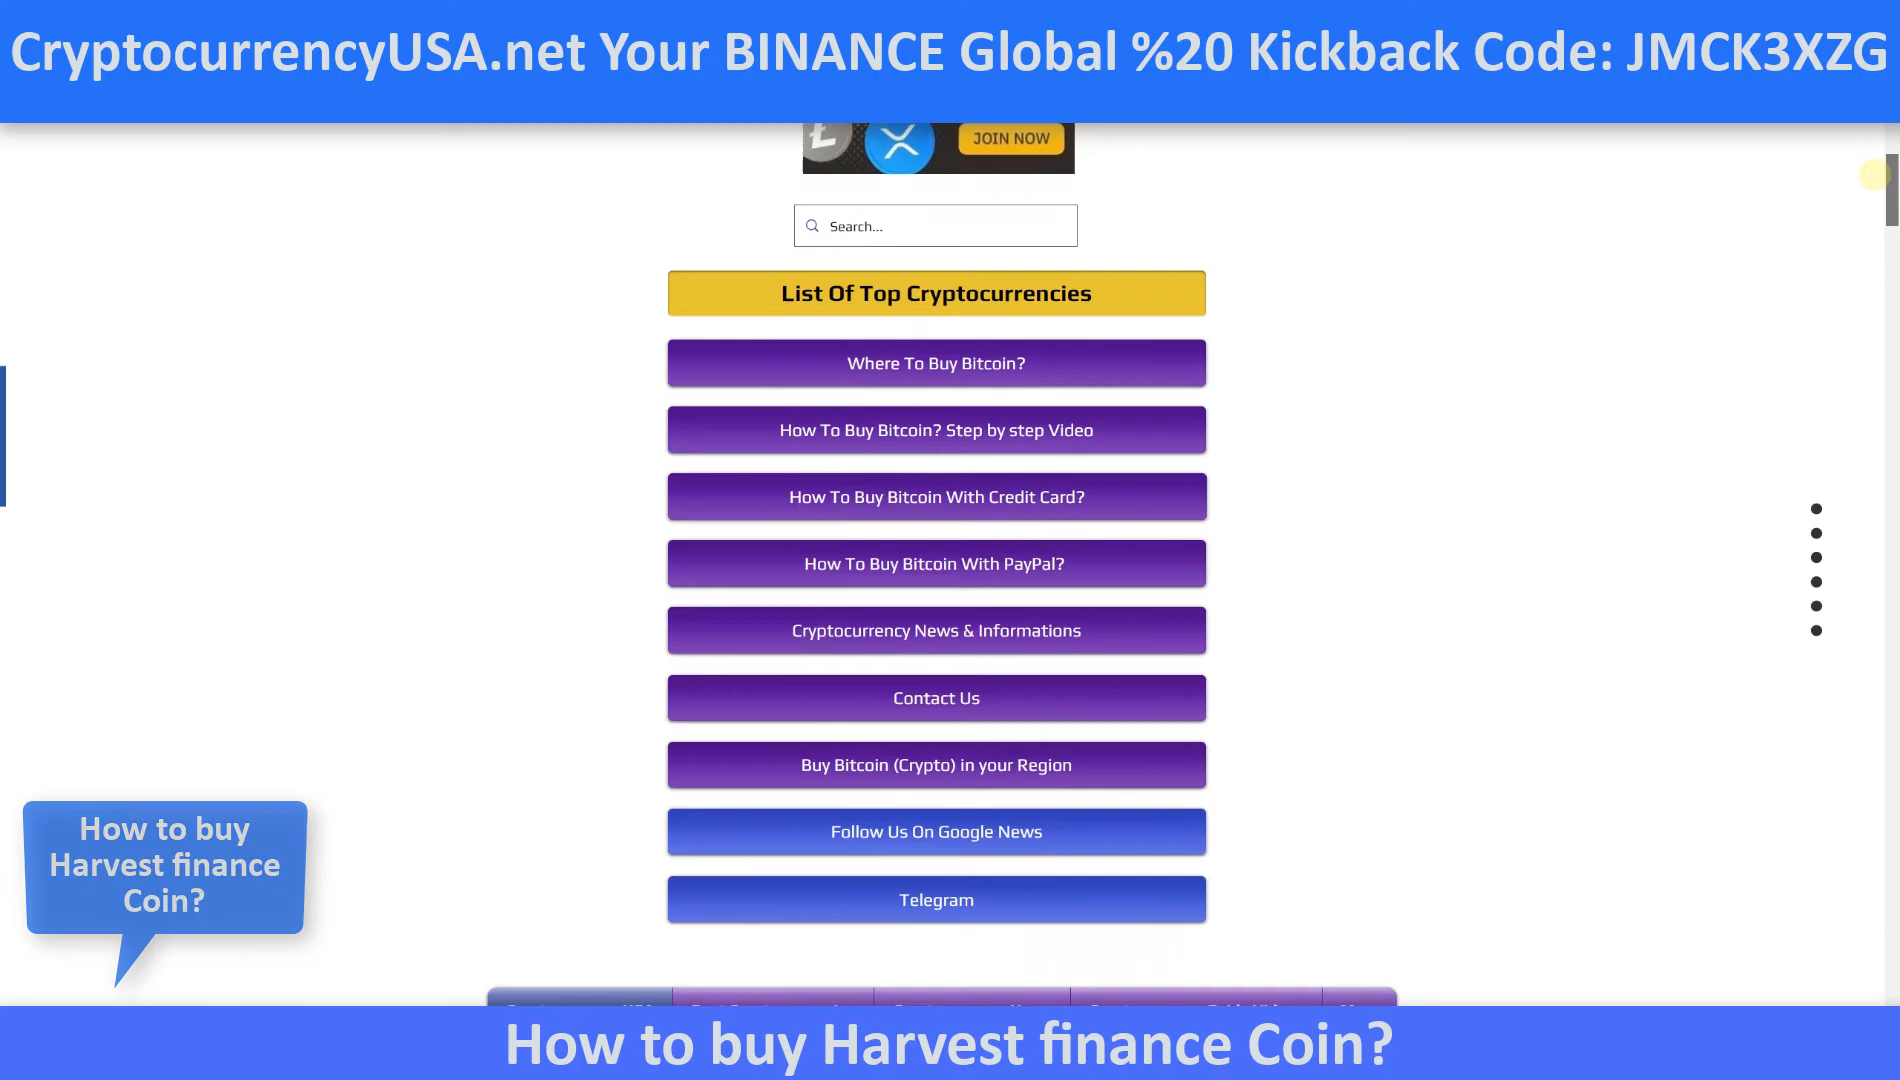 CryptocurrencyUSA.net Your BINANCE Global %20 Kickback Code: JMCK3XZG
JOIN NOW
Search...
List Of Top Cryptocurrencies
Where To Buy Bitcoin?
How To Buy Bitcoin? Step by step Video
How To Buy Bitcoin With Credit Card?
How To Buy Bitcoin With PayPal?
Cryptocurrency News & Informations
Contact Us
Buy Bitcoin (Crypto) in your Region
Follow Us On Google News
Telegram
How to buy
Harvest finance
Coin?
How to buy Harvest finance Coin?